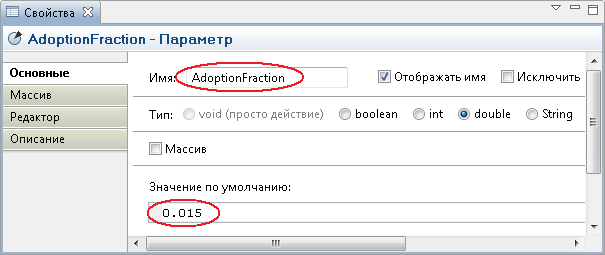 Свойства
AdoptionFraction - Параметр
Основные
Массив
Редактор
Описание
Имя: AdoptionFraction Отображать имя Исключить
Тип: void (просто действие) boolean int double String
Массив
Значение по умолчанию:
0.015